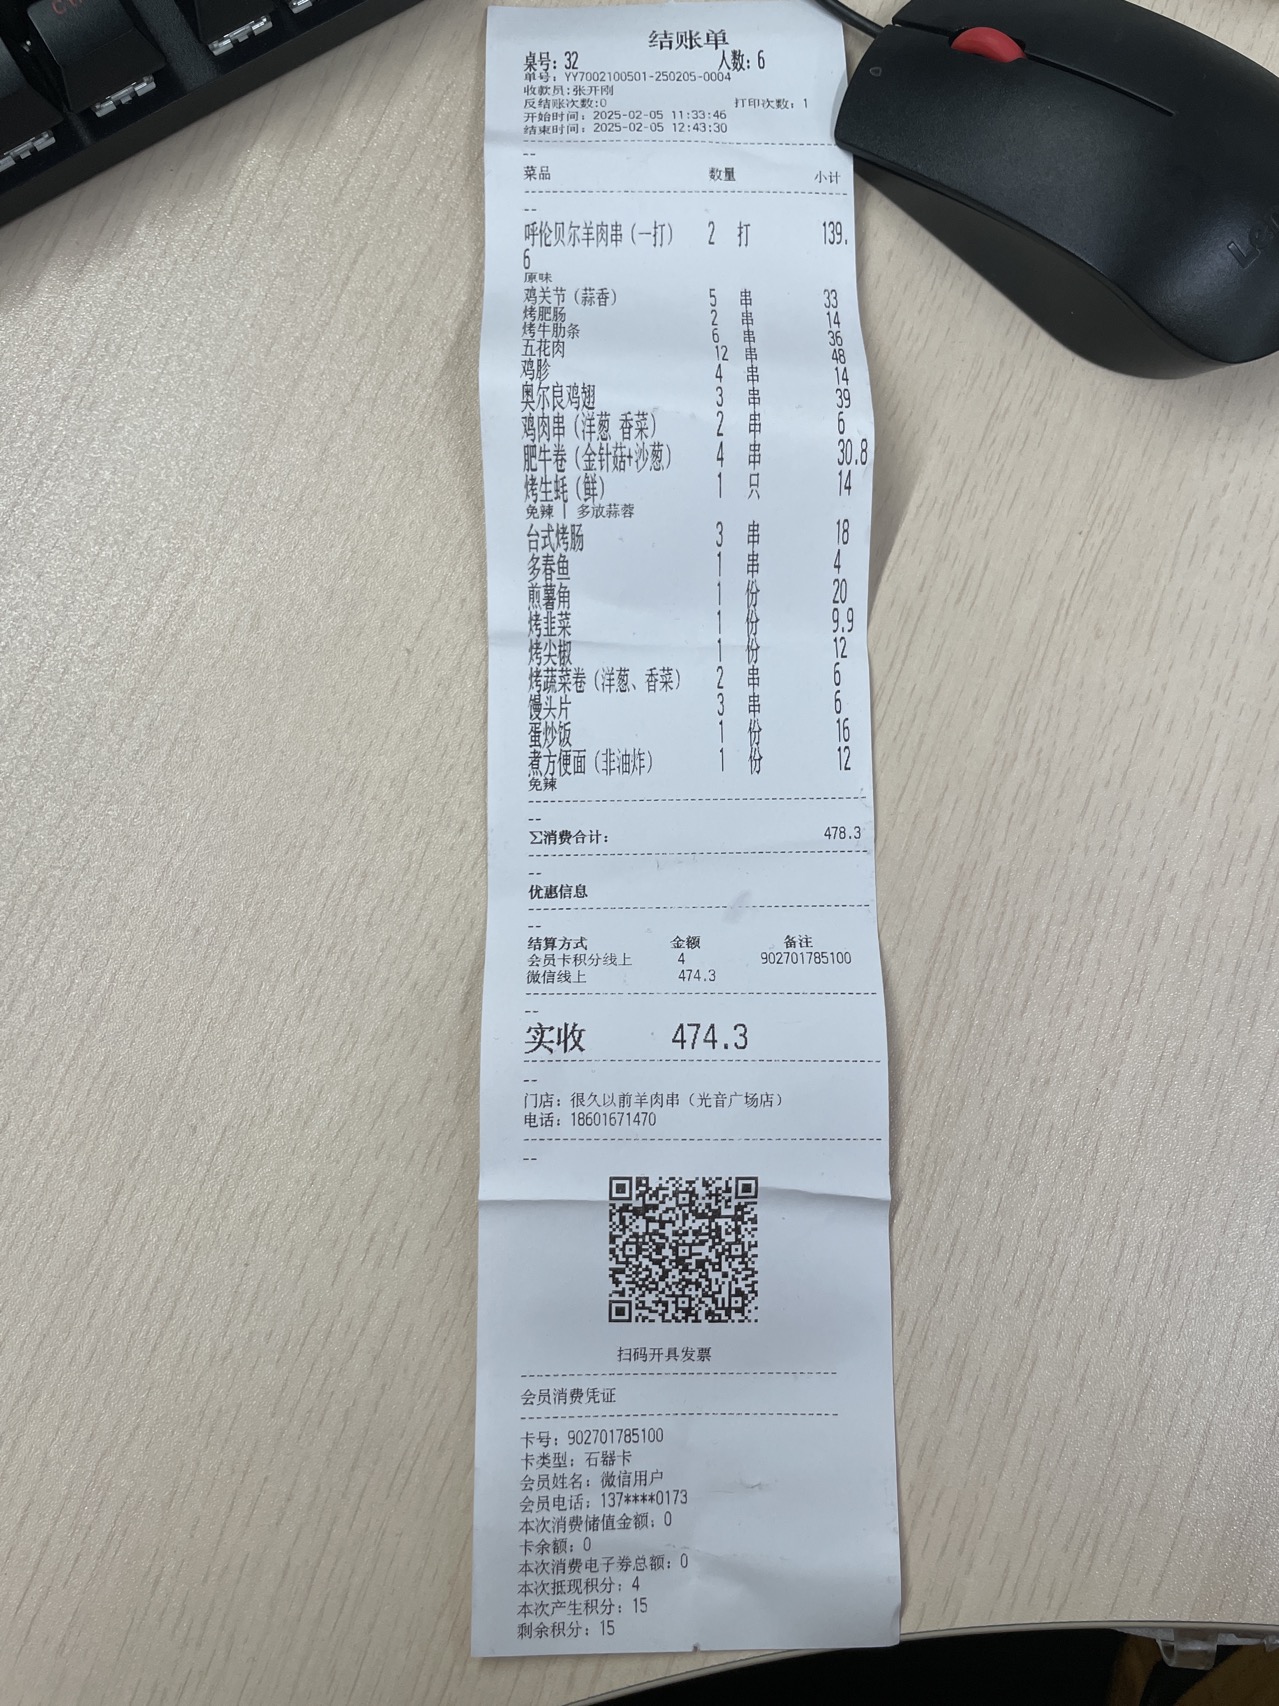 结账单
桌号: 32 人数: 6
单号: YY7002100501-250205-0004
收款员:张开刚
反结账次数:0 打印次数: 1
开始时间: 2025-02-05 11:33:46
结束时间: 2025-02-05 12:43:30
--
菜品 数量 小计
--
呼伦贝尔羊肉串(一打) 2 打 139.
6
原味
鸡关节(蒜香) 5 串 33
烤肥肠 2 串 14
烤牛肋条 6 串 36
五花肉 12 串 48
鸡胗 4 串 14
奥尔良鸡翅 3 串 39
鸡肉串(洋葱 香菜) 2 串 6
肥牛卷(金针菇+沙葱) 4 串 30.8
烤生蚝(鲜) 1 只 14
免辣 | 多放蒜蓉
台式烤肠 3 串 18
多春鱼 1 串 4
煎薯角 1 份 20
烤韭菜 1 份 9.9
烤尖椒 1 份 12
烤蔬菜卷(洋葱、香菜) 2 串 6
馒头片 3 串 6
蛋炒饭 1 份 16
煮方便面(非油炸) 1 份 12
免辣
--
∑消费合计: 478.3
--
优惠信息
--
结算方式 金额 备注
会员卡积分线上 4 902701785100
微信线上 474.3
--
实收 474.3
--
门店: 很久以前羊肉串(光音广场店)
电话: 18601671470
--
扫码开具发票
会员消费凭证
卡号: 902701785100
卡类型: 石器卡
会员姓名: 微信用户
会员电话: 137****0173
本次消费储值金额: 0
卡余额: 0
本次消费电子券总额: 0
本次抵现积分: 4
本次产生积分: 15
剩余积分: 15